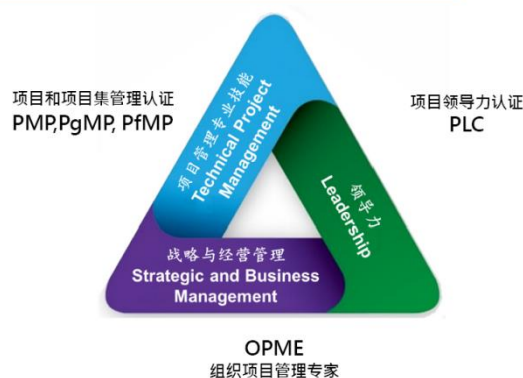 项目和项目集管理认证
PMP,PgMP, PfMP
项目管理专业技能
Technical Project
Management
项目领导力认证
PLC
领导力
Leadership
战略与经营管理
Strategic and Business
Management
OPME
组织项目管理专家